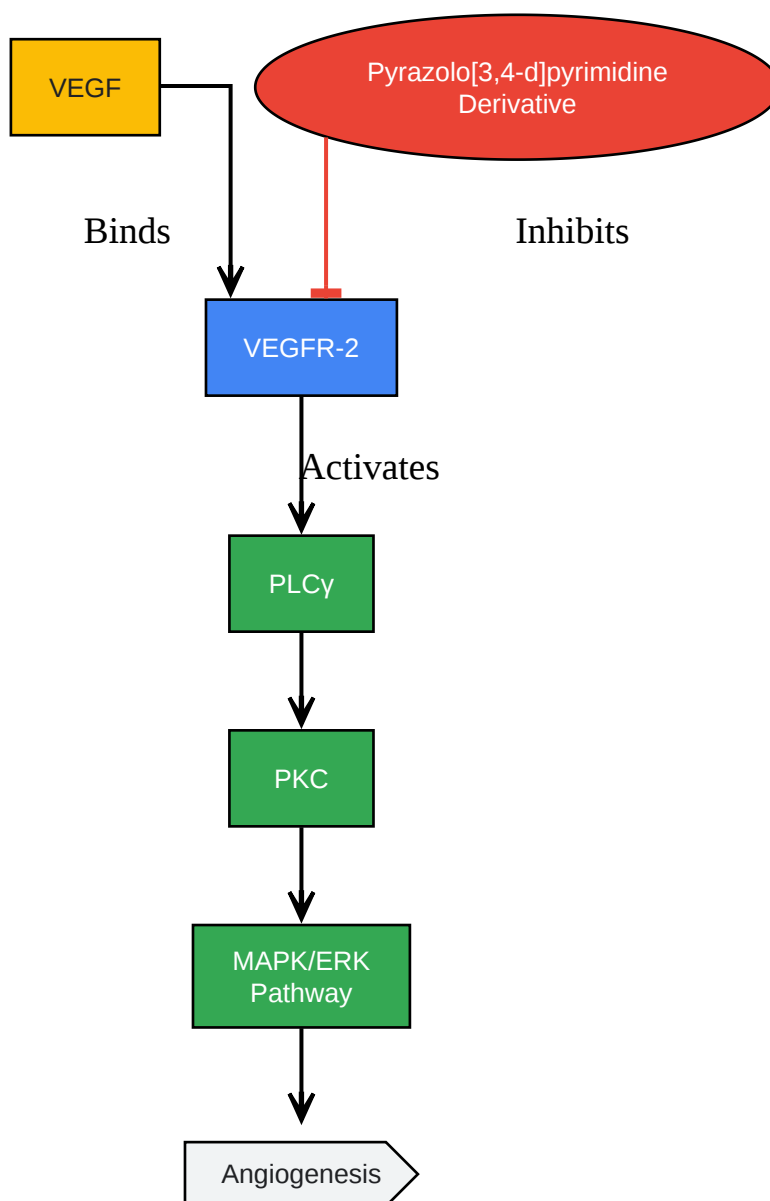 VEGF
Pyrazolo[3,4-d]pyrimidine
Derivative
Binds
Inhibits
VEGFR-2
Activates
PLCγ
PKC
MAPK/ERK
Pathway
Angiogenesis